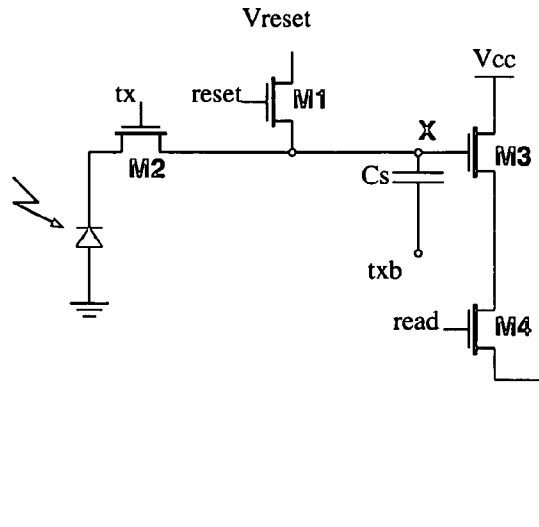 Vreset
Vcc
tx
reset
M1
X
M2
M3
Cs
txb
read
M4